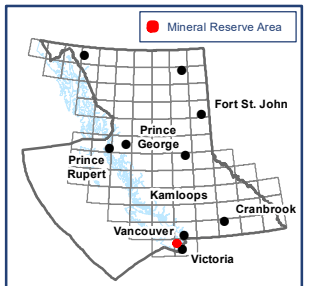 Mineral Reserve Area
Fort St. John
Prince
George
Prince
Rupert
Kamloops
Cranbrook
Vancouver
Victoria